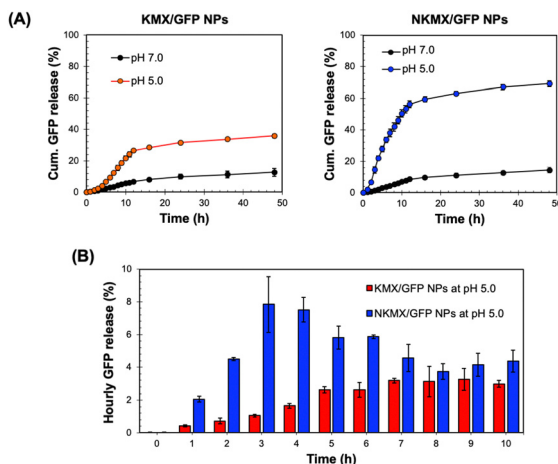 (A)
KMX/GFP NPs
NKMX/GFP NPs
Cum. GFP release (%)
100
80
60
40
20
0
pH 7.0
pH 5.0
0 10 20 30 40 50
Time (h)
Cum. GFP release (%)
100
80
60
40
20
0
pH 7.0
pH 5.0
0 10 20 30 40 50
Time (h)
(B)
Hourly GFP release (%)
10
8
6
4
2
0
KMX/GFP NPs at pH 5.0
NKMX/GFP NPs at pH 5.0
0 1 2 3 4 5 6 7 8 9 10
Time (h)